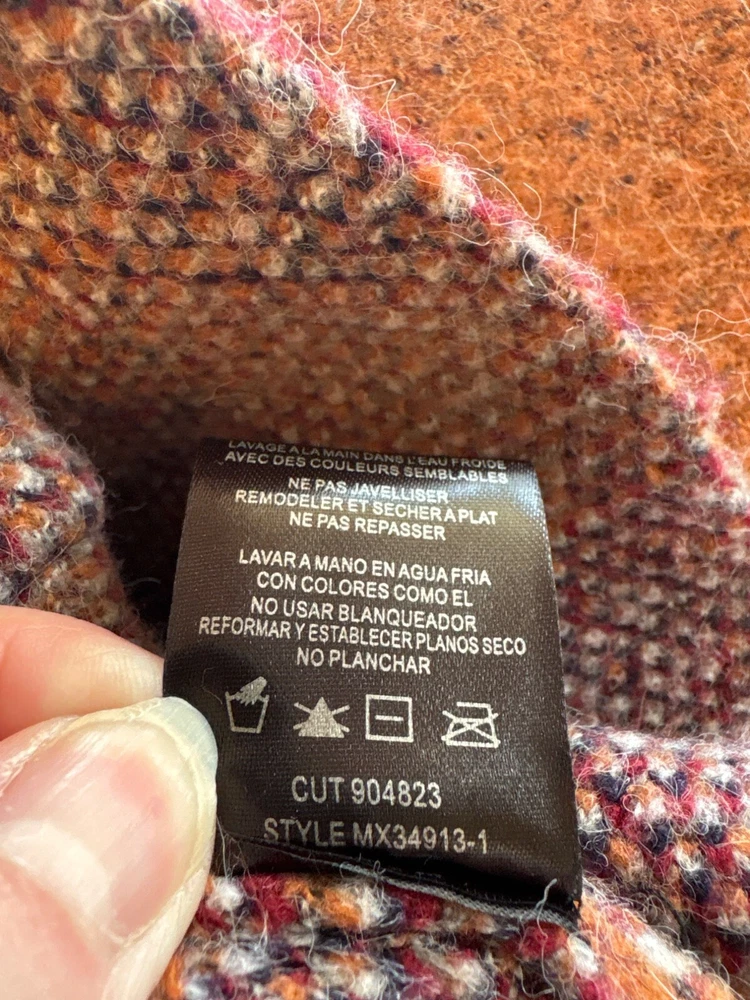 LAVAGE A LA MAIN DANS L'EAU FROIDE
AVEC DES COULEURS SEMBLABLES
NE PAS JAVELLISER
REMODELER ET SECHER A PLAT
NE PAS REPASSER
LAVAR A MANO EN AGUA FRIA
CON COLORES COMO EL
NO USAR BLANQUEADOR
REFORMAR Y ESTABLECER PLANOS SECO
NO PLANCHAR
CUT 904823
STYLE MX34913-1